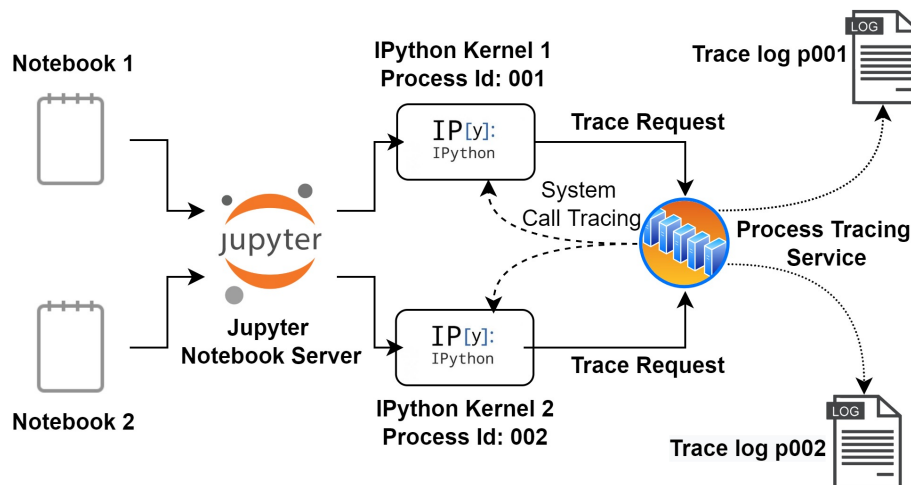 Notebook 1
IPython Kernel 1
Process Id: 001
IP[y]:
IPython
Trace Request
Trace log p001
LOG
System
Call Tracing
jupyter
Jupyter
Notebook Server
Process Tracing
Service
IP[y]:
IPython
Trace Request
IPython Kernel 2
Process Id: 002
Notebook 2
LOG
Trace log p002